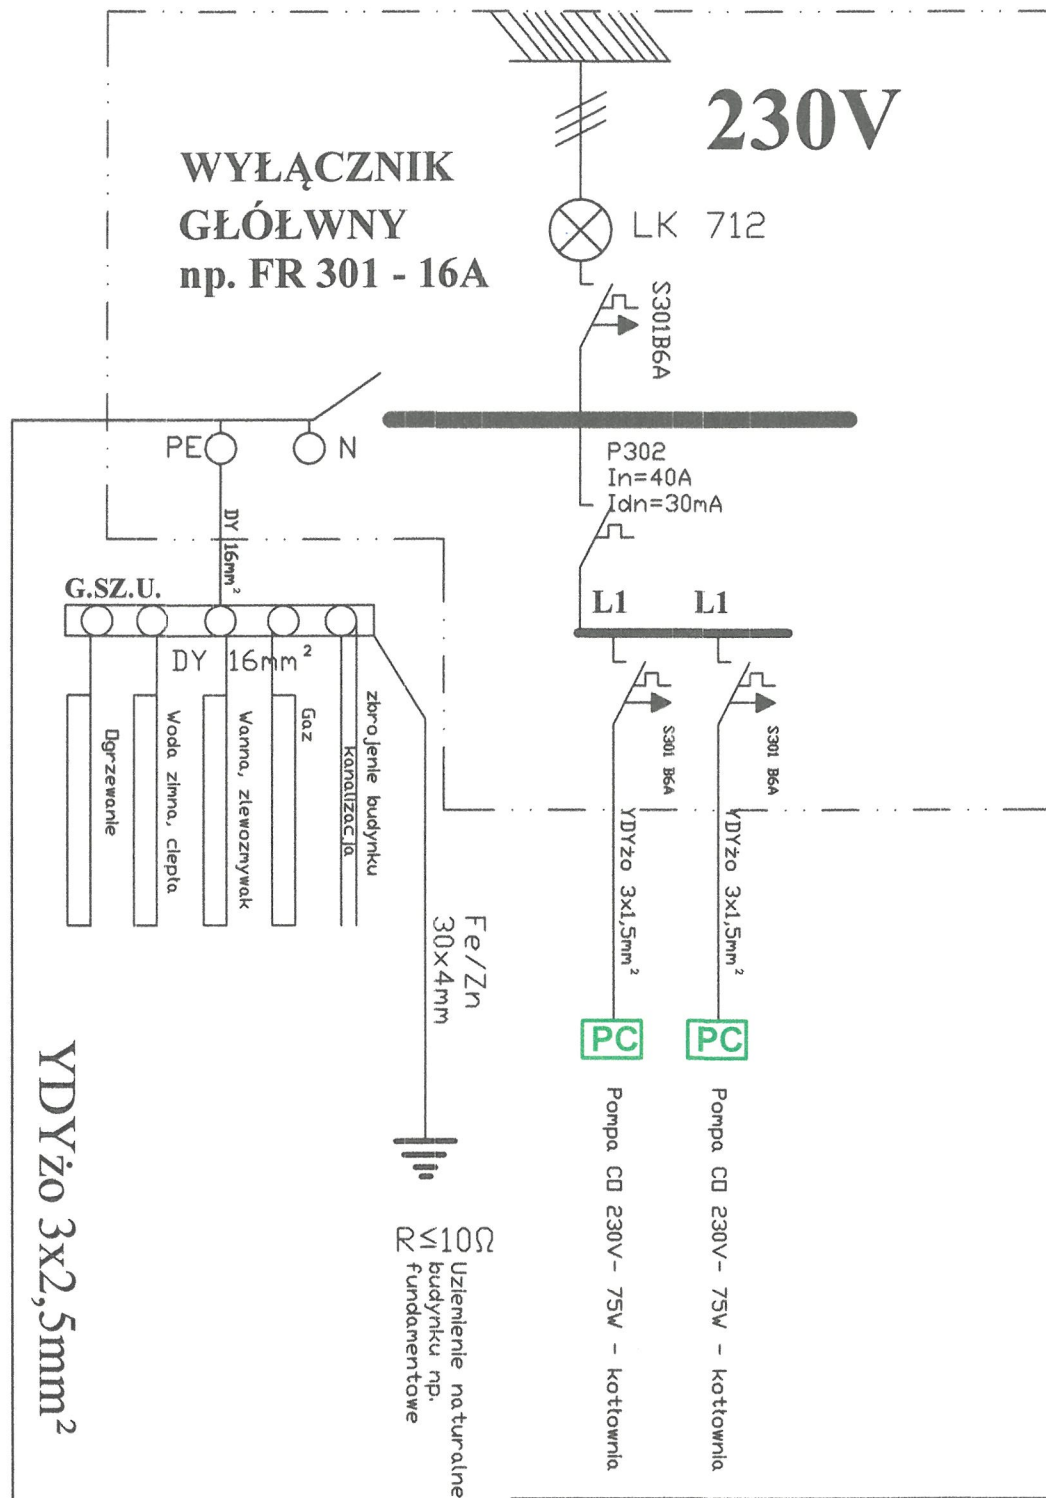 230V
WYŁĄCZNIK
GŁÓŁWNY
np. FR 301 - 16A
LK 712
S301B6A
PE
N
P302
In=40A
Idn=30mA
DY 16mm²
G.SZ.U.
DY 16mm²
L1
L1
S301 B6A
S301 B6A
Ogrzewanie
Woda zimna, ciepła
Wanna, zlewozmywak
Gaz
kanalizacja
zbrojenie budynku
YDYżo 3x1,5mm²
YDYżo 3x1,5mm²
Fe/Zn
30x4mm
PC
PC
Pompa CO 230V- 75W - kotłownia
Pompa CO 230V- 75W - kotłownia
YDYżo 3x2,5mm²
R≤10Ω
Uziemienie naturalne
budynku np.
fundamentowe